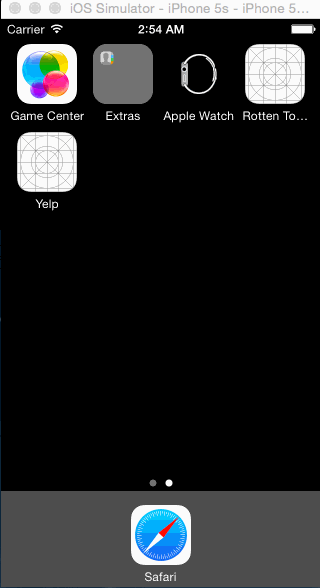 iOS Simulator - iPhone 5s - iPhone 5...
Carrier 2:54 AM
Game Center Extras Apple Watch Rotten To...
Yelp
Safari